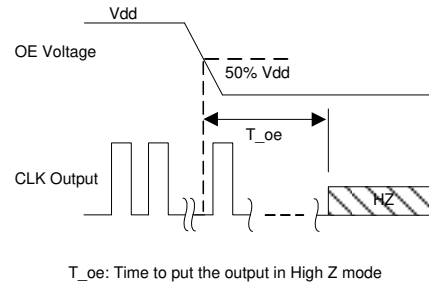 Vdd
OE Voltage
50% Vdd
T_oe
CLK Output
HZ
T_oe: Time to put the output in High Z mode